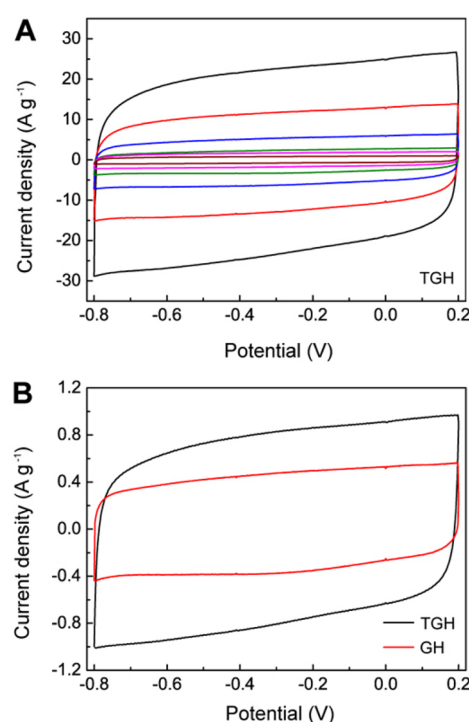 A
30
20
10
0
-10
-20
-30
Current density (A g⁻¹)
TGH
-0.8 -0.6 -0.4 -0.2 0.0 0.2
Potential (V)
B
1.2
0.8
0.4
0.0
-0.4
-0.8
-1.2
Current density (A g⁻¹)
TGH
GH
-0.8 -0.6 -0.4 -0.2 0.0 0.2
Potential (V)